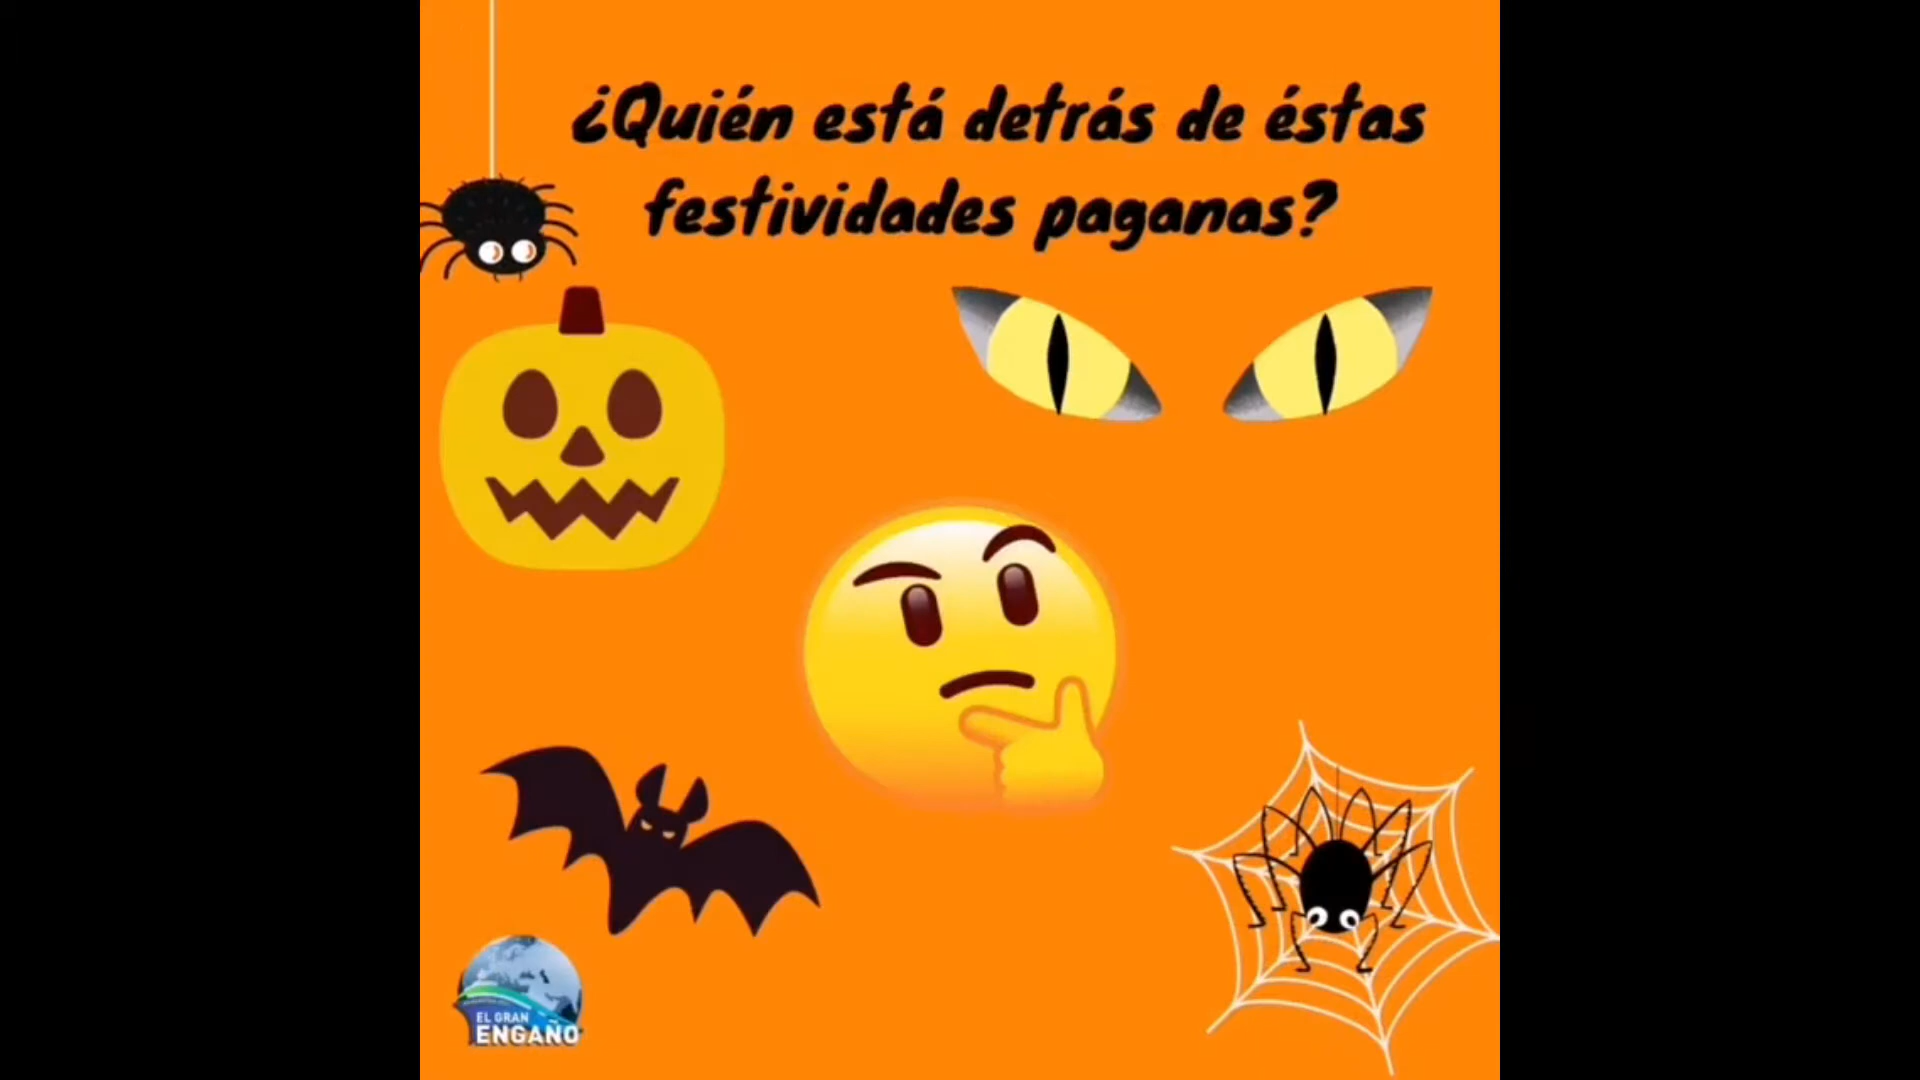 ¿Quién está detrás de éstas
festividades paganas?
EL GRAN
ENGAÑO